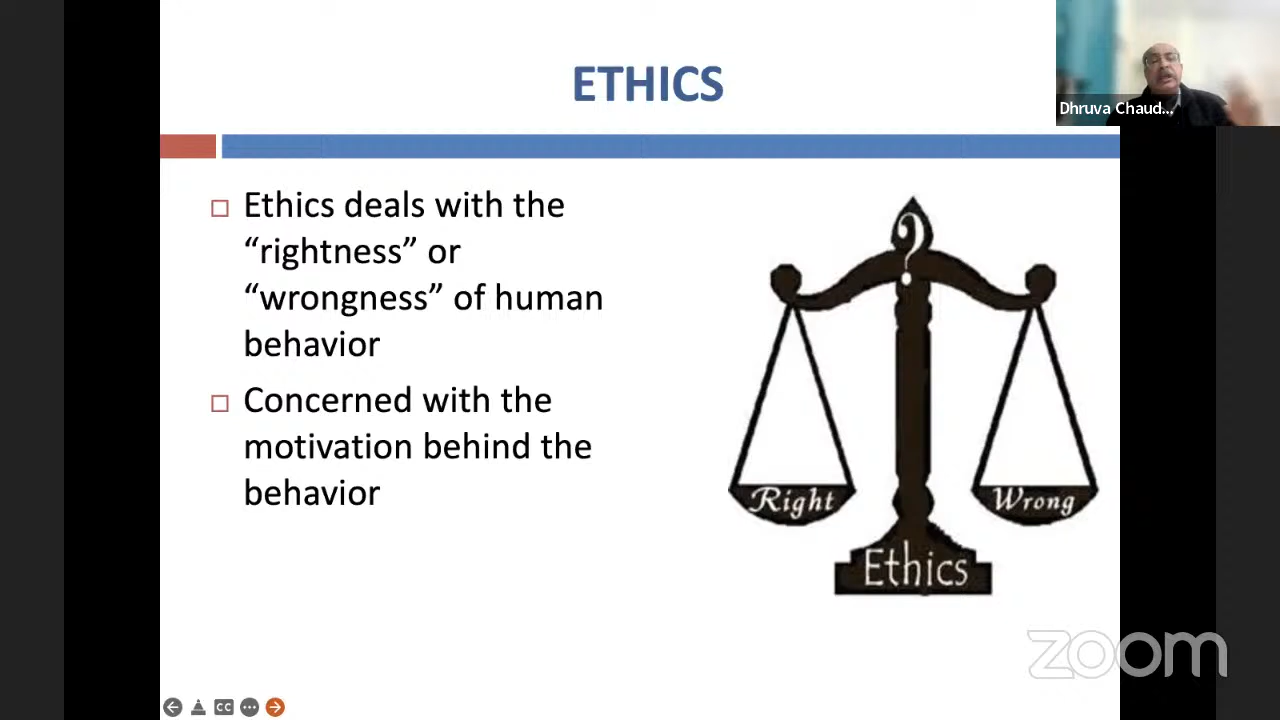 ETHICS
Dhruva Chaud...
□ Ethics deals with the
“rightness” or
“wrongness” of human
behavior
□ Concerned with the
motivation behind the
behavior
?
Right
Wrong
Ethics
zoom
CC